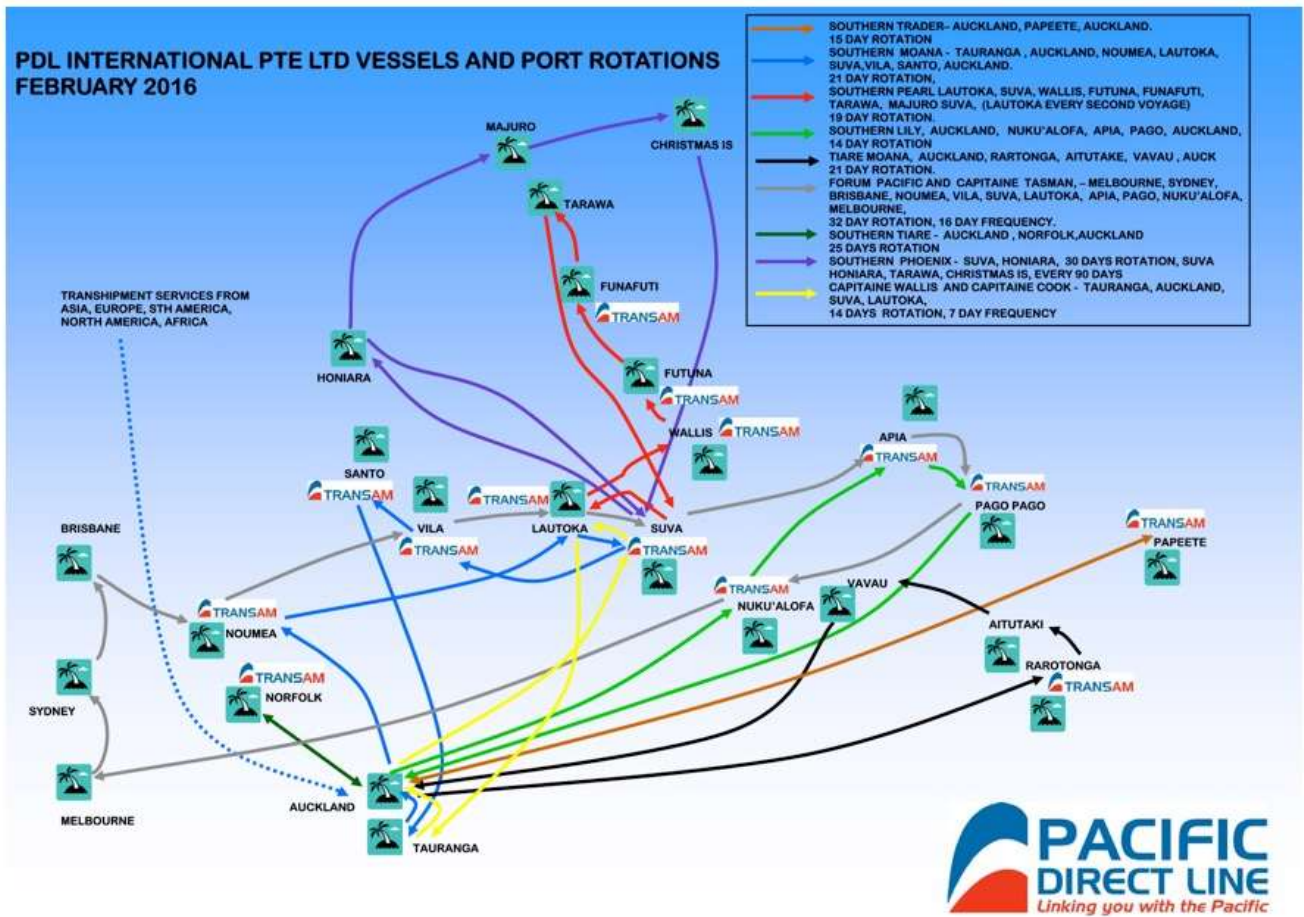 PDL INTERNATIONAL PTE LTD VESSELS AND PORT ROTATIONS
FEBRUARY 2016
SOUTHERN TRADER– AUCKLAND, PAPEETE, AUCKLAND.
15 DAY ROTATION
SOUTHERN MOANA - TAURANGA , AUCKLAND, NOUMEA, LAUTOKA,
SUVA,VILA, SANTO, AUCKLAND.
21 DAY ROTATION,
SOUTHERN PEARL LAUTOKA, SUVA, WALLIS, FUTUNA, FUNAFUTI,
TARAWA, MAJURO SUVA, (LAUTOKA EVERY SECOND VOYAGE)
19 DAY ROTATION.
SOUTHERN LILY, AUCKLAND, NUKU'ALOFA, APIA, PAGO, AUCKLAND,
14 DAY ROTATION
TIARE MOANA, AUCKLAND, RARTONGA, AITUTAKE, VAVAU , AUCK
21 DAY ROTATION.
FORUM PACIFIC AND CAPITAINE TASMAN, – MELBOURNE, SYDNEY,
BRISBANE, NOUMEA, VILA, SUVA, LAUTOKA, APIA, PAGO, NUKU'ALOFA,
MELBOURNE,
32 DAY ROTATION, 16 DAY FREQUENCY.
SOUTHERN TIARE - AUCKLAND , NORFOLK,AUCKLAND
25 DAYS ROTATION
SOUTHERN PHOENIX - SUVA, HONIARA, 30 DAYS ROTATION, SUVA
HONIARA, TARAWA, CHRISTMAS IS, EVERY 90 DAYS
CAPITAINE WALLIS AND CAPITAINE COOK - TAURANGA, AUCKLAND,
SUVA, LAUTOKA,
14 DAYS ROTATION, 7 DAY FREQUENCY
MAJURO
CHRISTMAS IS
TARAWA
FUNAFUTI
TRANSAM
TRANSHIPMENT SERVICES FROM
ASIA, EUROPE, STH AMERICA,
NORTH AMERICA, AFRICA
HONIARA
FUTUNA
TRANSAM
WALLIS
TRANSAM
APIA
TRANSAM
SANTO
TRANSAM
TRANSAM
TRANSAM
PAGO PAGO
BRISBANE
VILA
TRANSAM
LAUTOKA
SUVA
TRANSAM
TRANSAM
PAPEETE
TRANSAM
NUKU'ALOFA
VAVAU
TRANSAM
NOUMEA
AITUTAKI
RAROTONGA
TRANSAM
TRANSAM
NORFOLK
SYDNEY
AUCKLAND
MELBOURNE
TAURANGA
PACIFIC
DIRECT LINE
Linking you with the Pacific